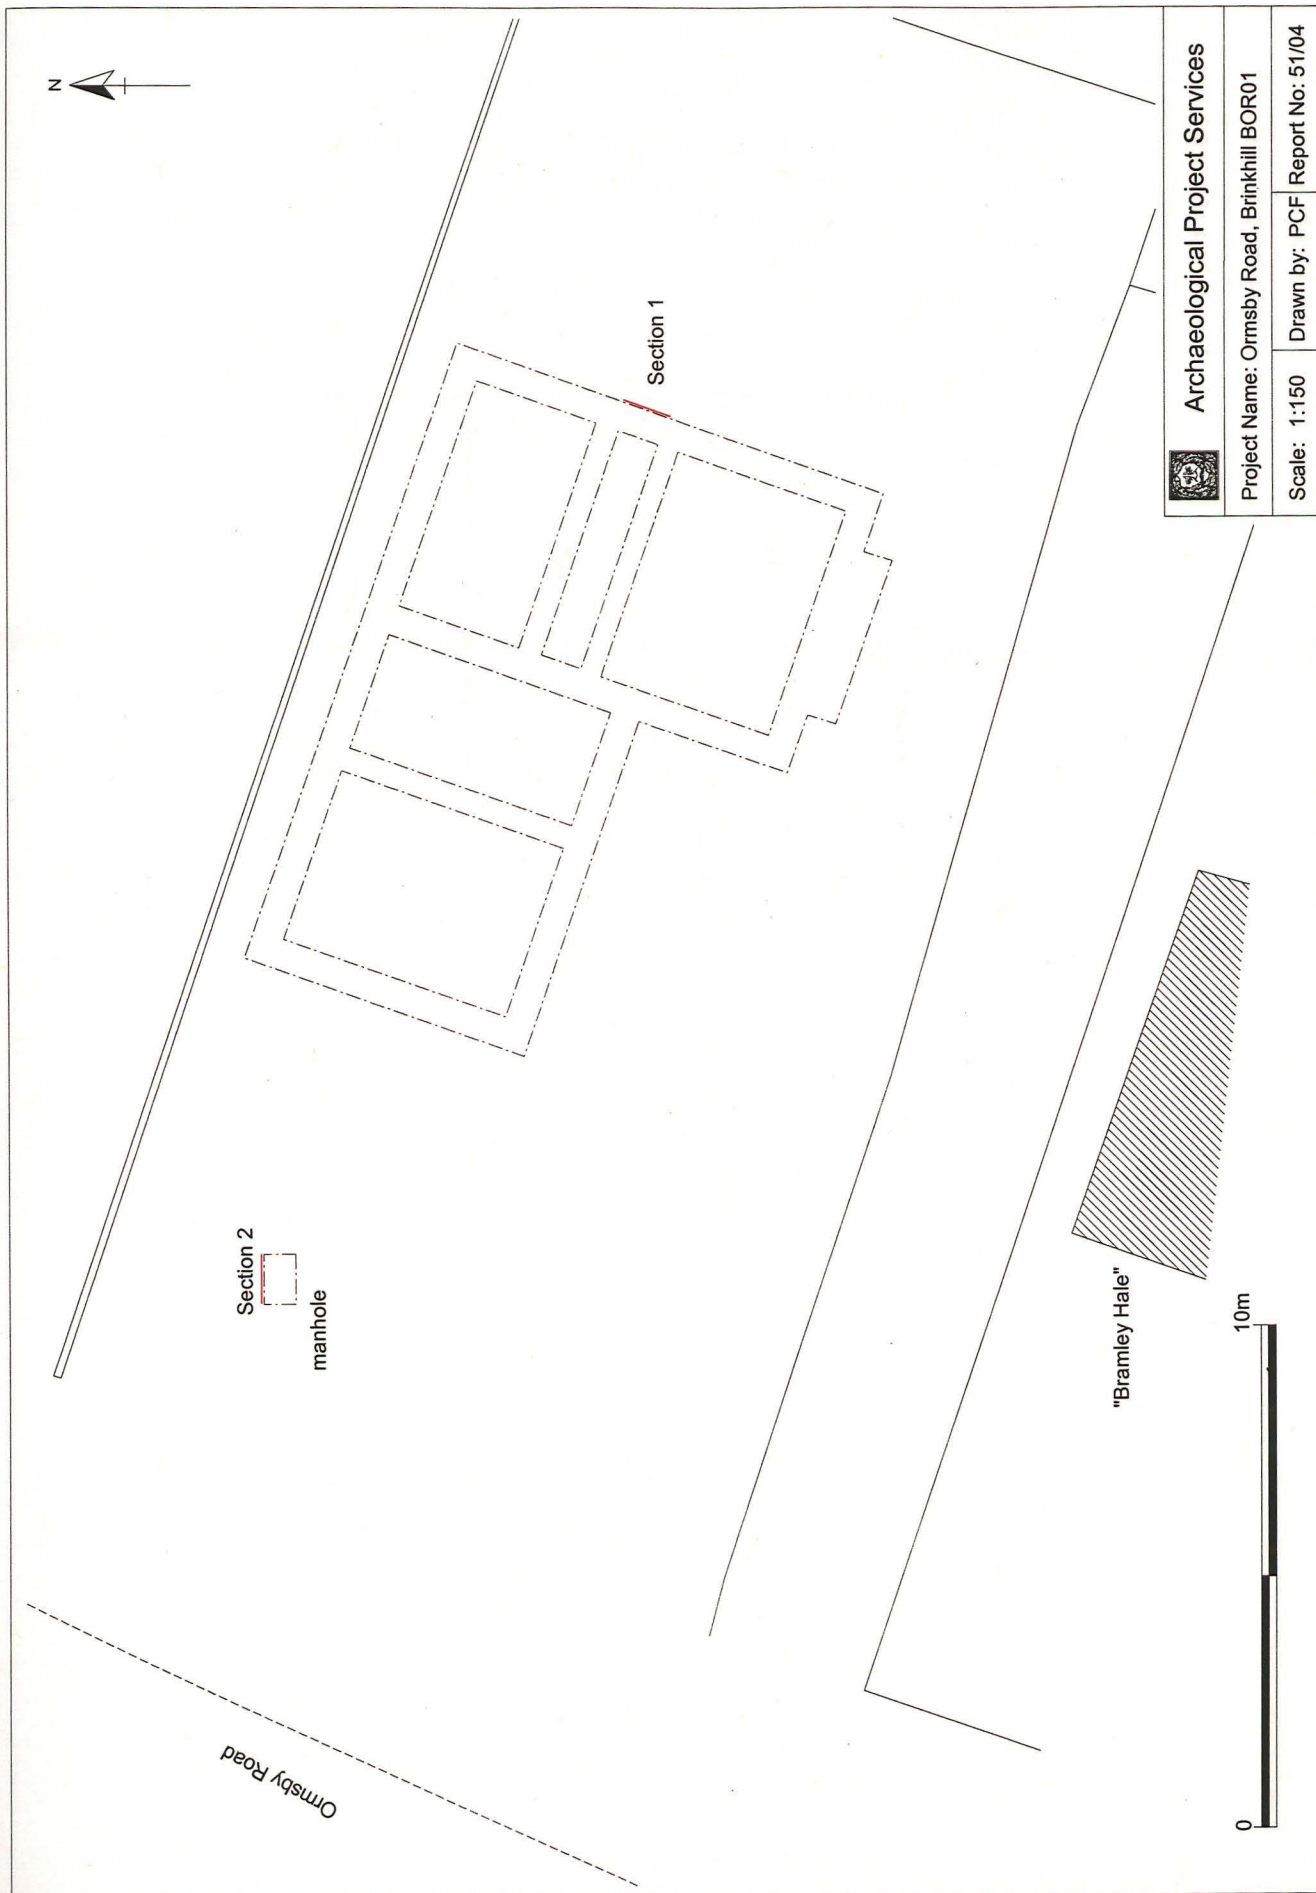 N
Section 1
Section 2
manhole
Ormsby Road
"Bramley Hale"
0
10m
Archaeological Project Services
Project Name: Ormsby Road, Brinkhill BOR01
Scale: 1:150
Drawn by: PCF
Report No: 51/04